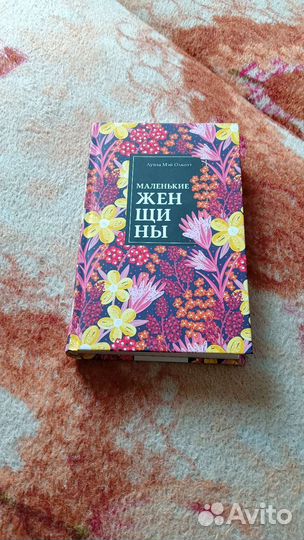 Луиза Мэй Олкотт
МАЛЕНЬКИЕ
ЖЕН
ЩИ
НЫ
Avito